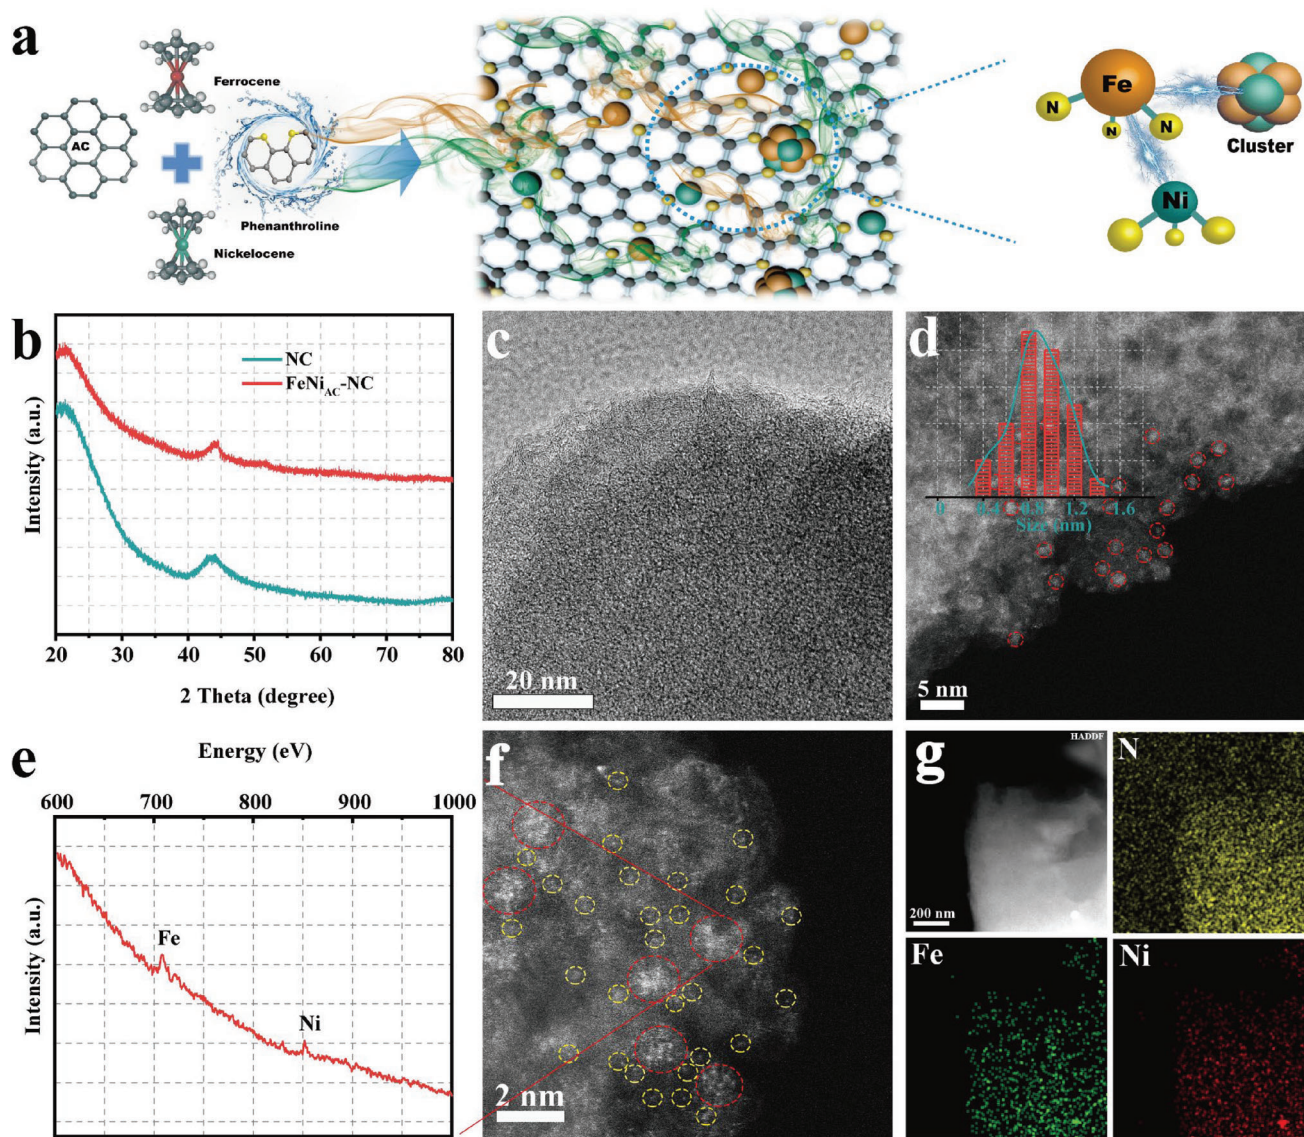 a
Ferrocene
AC
Phenanthroline
Nickelocene
Fe
N
N
N
Cluster
Ni
b
NC
FeNiAC-NC
Intensity (a.u.)
20 30 40 50 60 70 80
2 Theta (degree)
c
20 nm
d
0 0.4 0.8 1.2 1.6
Size (nm)
5 nm
e
Energy (eV)
600 700 800 900 1000
Intensity (a.u.)
Fe
Ni
f
2 nm
g
HADDF
200 nm
N
Fe
Ni